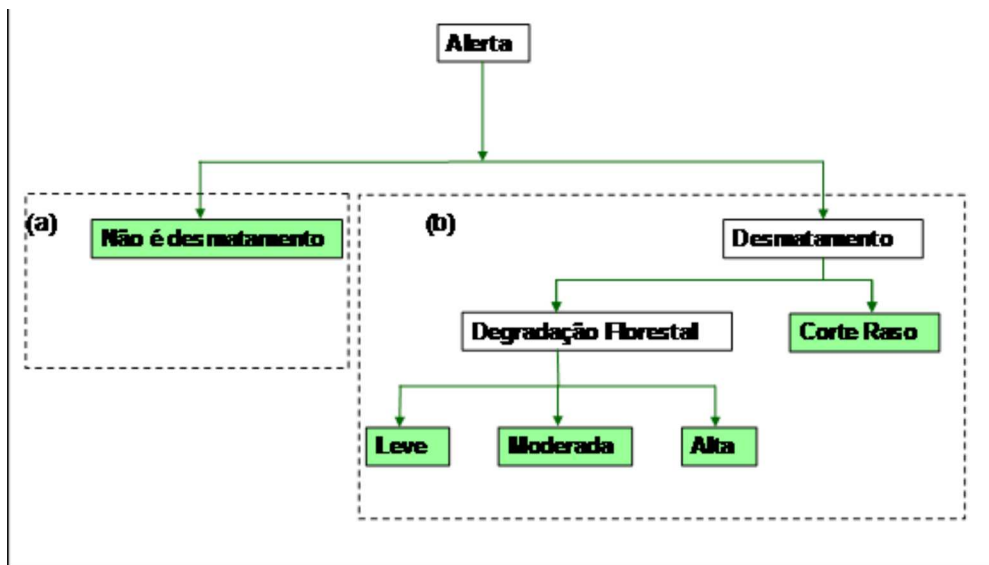 Alerta
(a)
Não é desmatamento
(b)
Desmatamento
Degradação Florestal
Corte Raso
Leve
Moderada
Alta